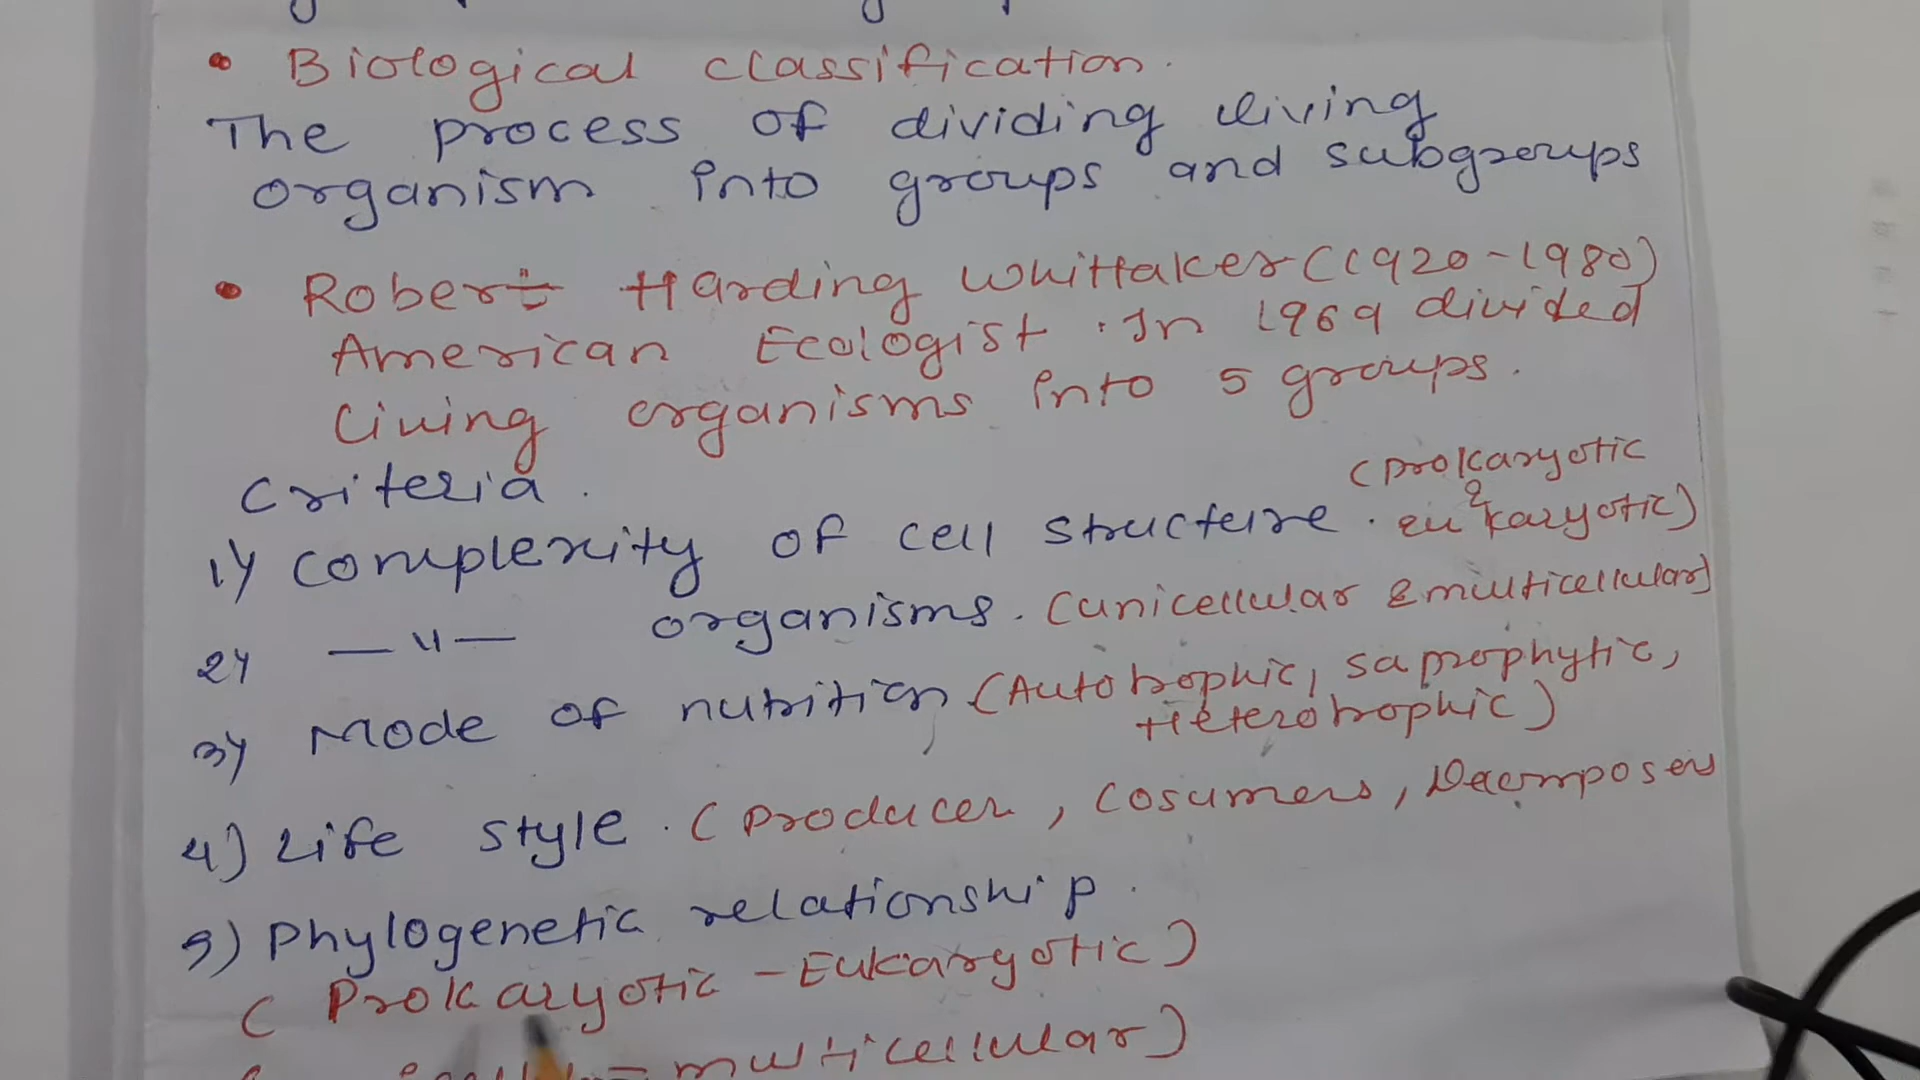 • Biological classification.
The process of dividing living
organism into groups and subgroups
• Robert Harding Whittaker (1920-1980)
American Ecologist. In 1969 divided
Living organisms into 5 groups.
Criteria.
(prokaryotic
1) Complexity of cell structure. & eukaryotic)
2) —"— organisms. (unicellular & multicellular)
3) Mode of nutrition (Autotrophic, saprophytic,
Heterotrophic)
4) Life style. (Producer, Cosumers, Decomposers
5) Phylogenetic relationship.
( Prokaryotic - Eukaryotic)
- multicellular)